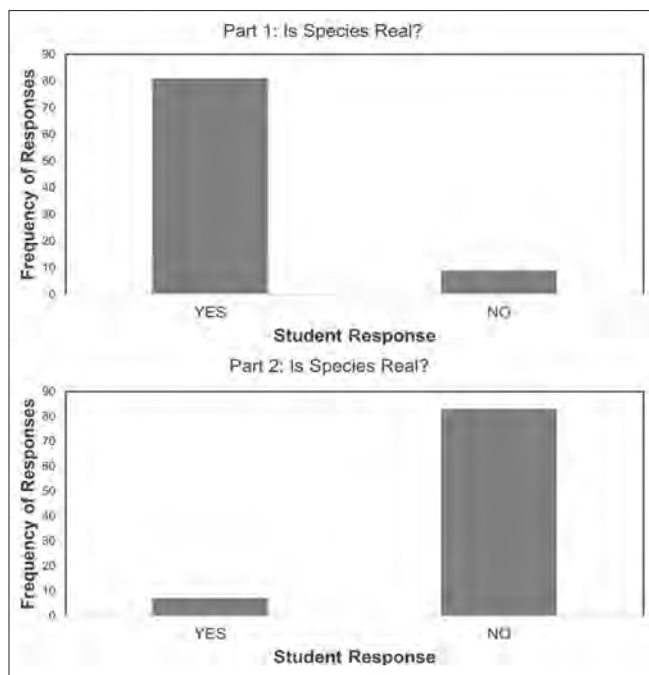 Part 1: Is Species Real?
Frequency of Responses
90
80
70
60
50
40
30
20
10
0
YES
NO
Student Response
Part 2: Is Species Real?
Frequency of Responses
90
80
70
60
50
40
30
20
10
0
YES
NO
Student Response